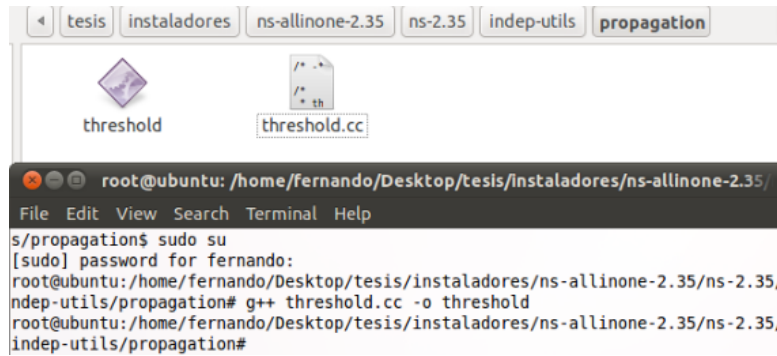 tesis instaladores ns-allinone-2.35 ns-2.35 indep-utils propagation
/* -*
/*
* th
threshold threshold.cc
root@ubuntu: /home/fernando/Desktop/tesis/instaladores/ns-allinone-2.35/
File Edit View Search Terminal Help
s/propagation$ sudo su
[sudo] password for fernando:
root@ubuntu:/home/fernando/Desktop/tesis/instaladores/ns-allinone-2.35/ns-2.35/
ndep-utils/propagation# g++ threshold.cc -o threshold
root@ubuntu:/home/fernando/Desktop/tesis/instaladores/ns-allinone-2.35/ns-2.35/
indep-utils/propagation#